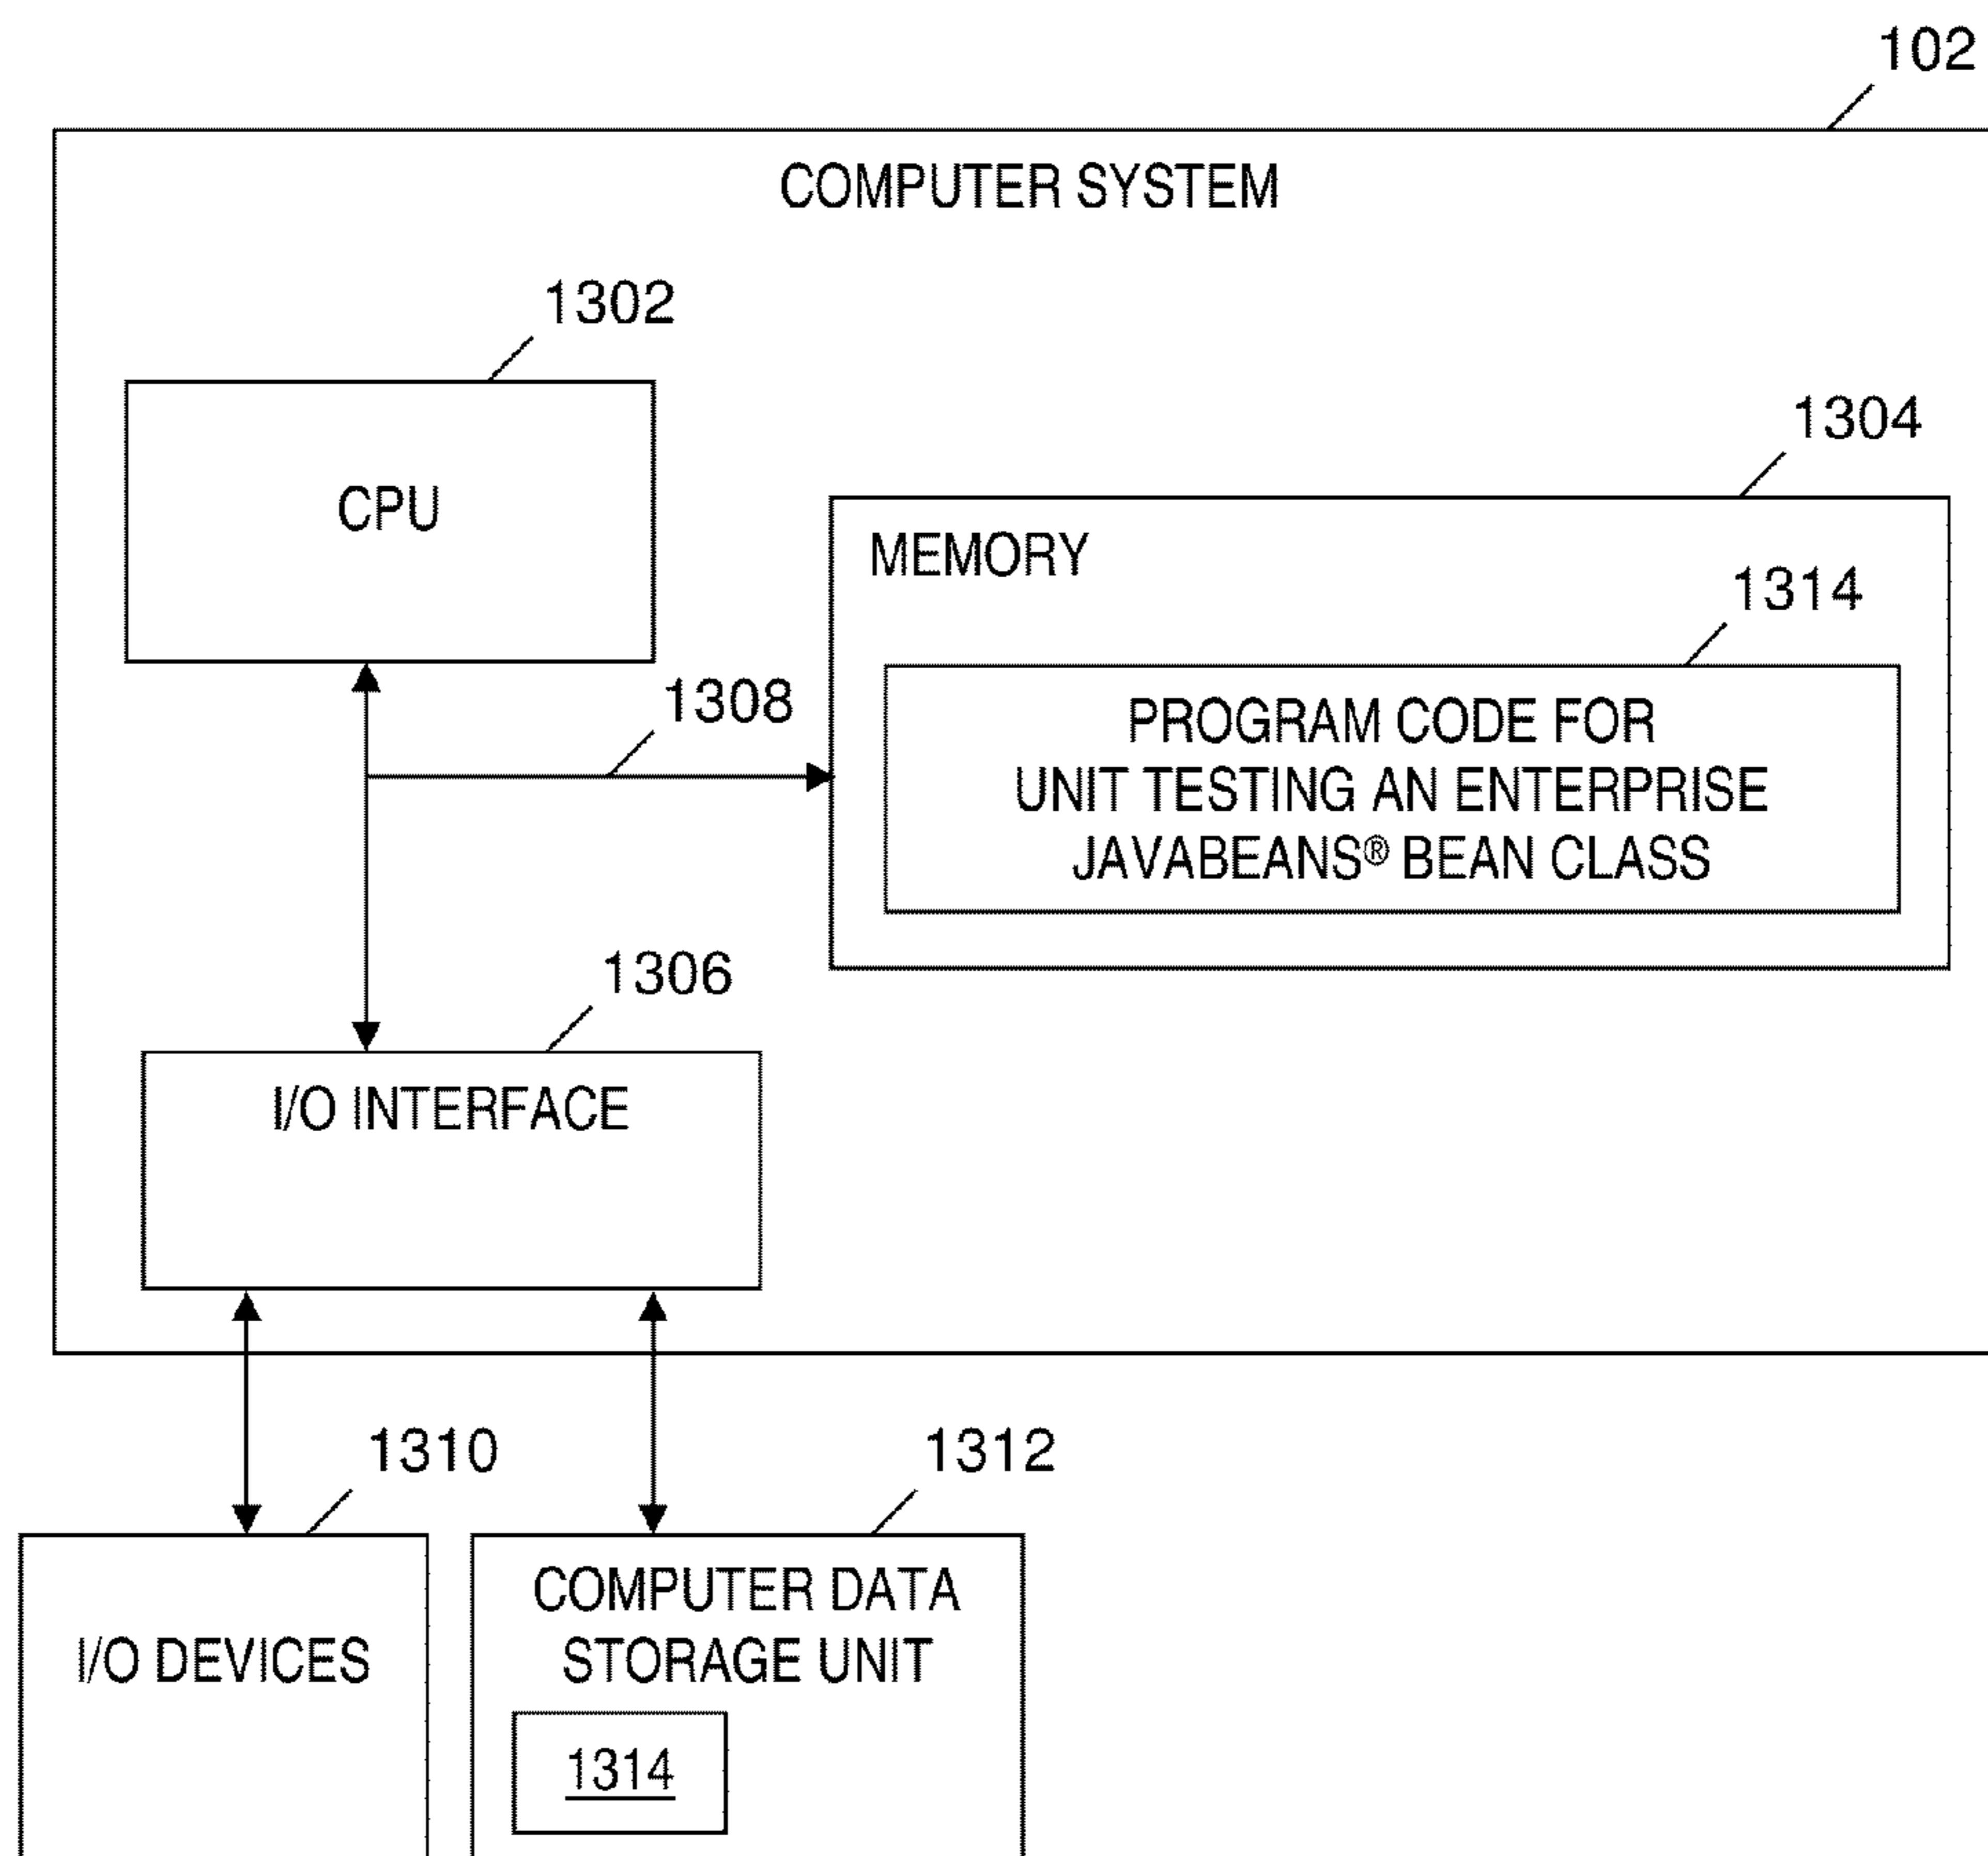 102
COMPUTER SYSTEM
1302
CPU
1304
MEMORY
1314
PROGRAM CODE FOR
UNIT TESTING AN ENTERPRISE
JAVABEANS® BEAN CLASS
1308
1306
I/O INTERFACE
1310
I/O DEVICES
1312
COMPUTER DATA
STORAGE UNIT
1314